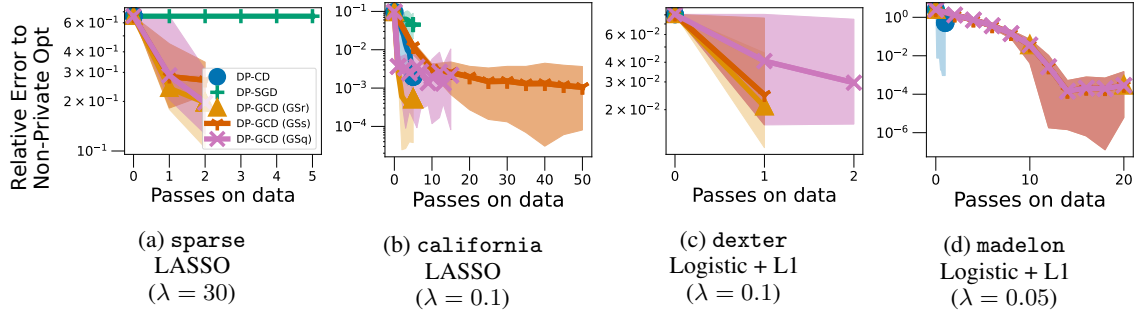 Relative Error to
Non-Private Opt
6 × 10⁻¹
4 × 10⁻¹
3 × 10⁻¹
2 × 10⁻¹
10⁻¹
DP-CD
DP-SGD
DP-GCD (GSr)
DP-GCD (GSs)
DP-GCD (GSq)
0 1 2 3 4 5
Passes on data
10⁻¹
10⁻²
10⁻³
10⁻⁴
0 10 20 30 40 50
Passes on data
6 × 10⁻²
4 × 10⁻²
3 × 10⁻²
2 × 10⁻²
0 1 2
Passes on data
10⁰
10⁻²
10⁻⁴
10⁻⁶
0 10 20
Passes on data
(a) sparse
LASSO
(λ = 30)
(b) california
LASSO
(λ = 0.1)
(c) dexter
Logistic + L1
(λ = 0.1)
(d) madelon
Logistic + L1
(λ = 0.05)